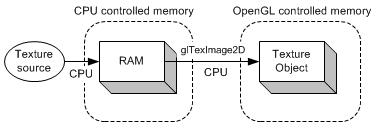 CPU controlled memory
OpenGL controlled memory
Texture
source
CPU
RAM
glTexImage2D
CPU
Texture
Object